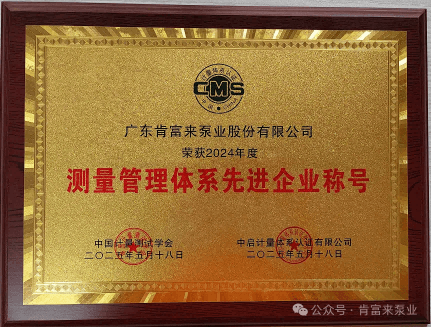 CMS
广东肯富来泵业股份有限公司
荣获2024年度
测量管理体系先进企业称号
中国计量测试学会
二〇二五年五月十八日
中启计量体系认证有限公司
二〇二五年五月十八日
公众号·肯富来泵业